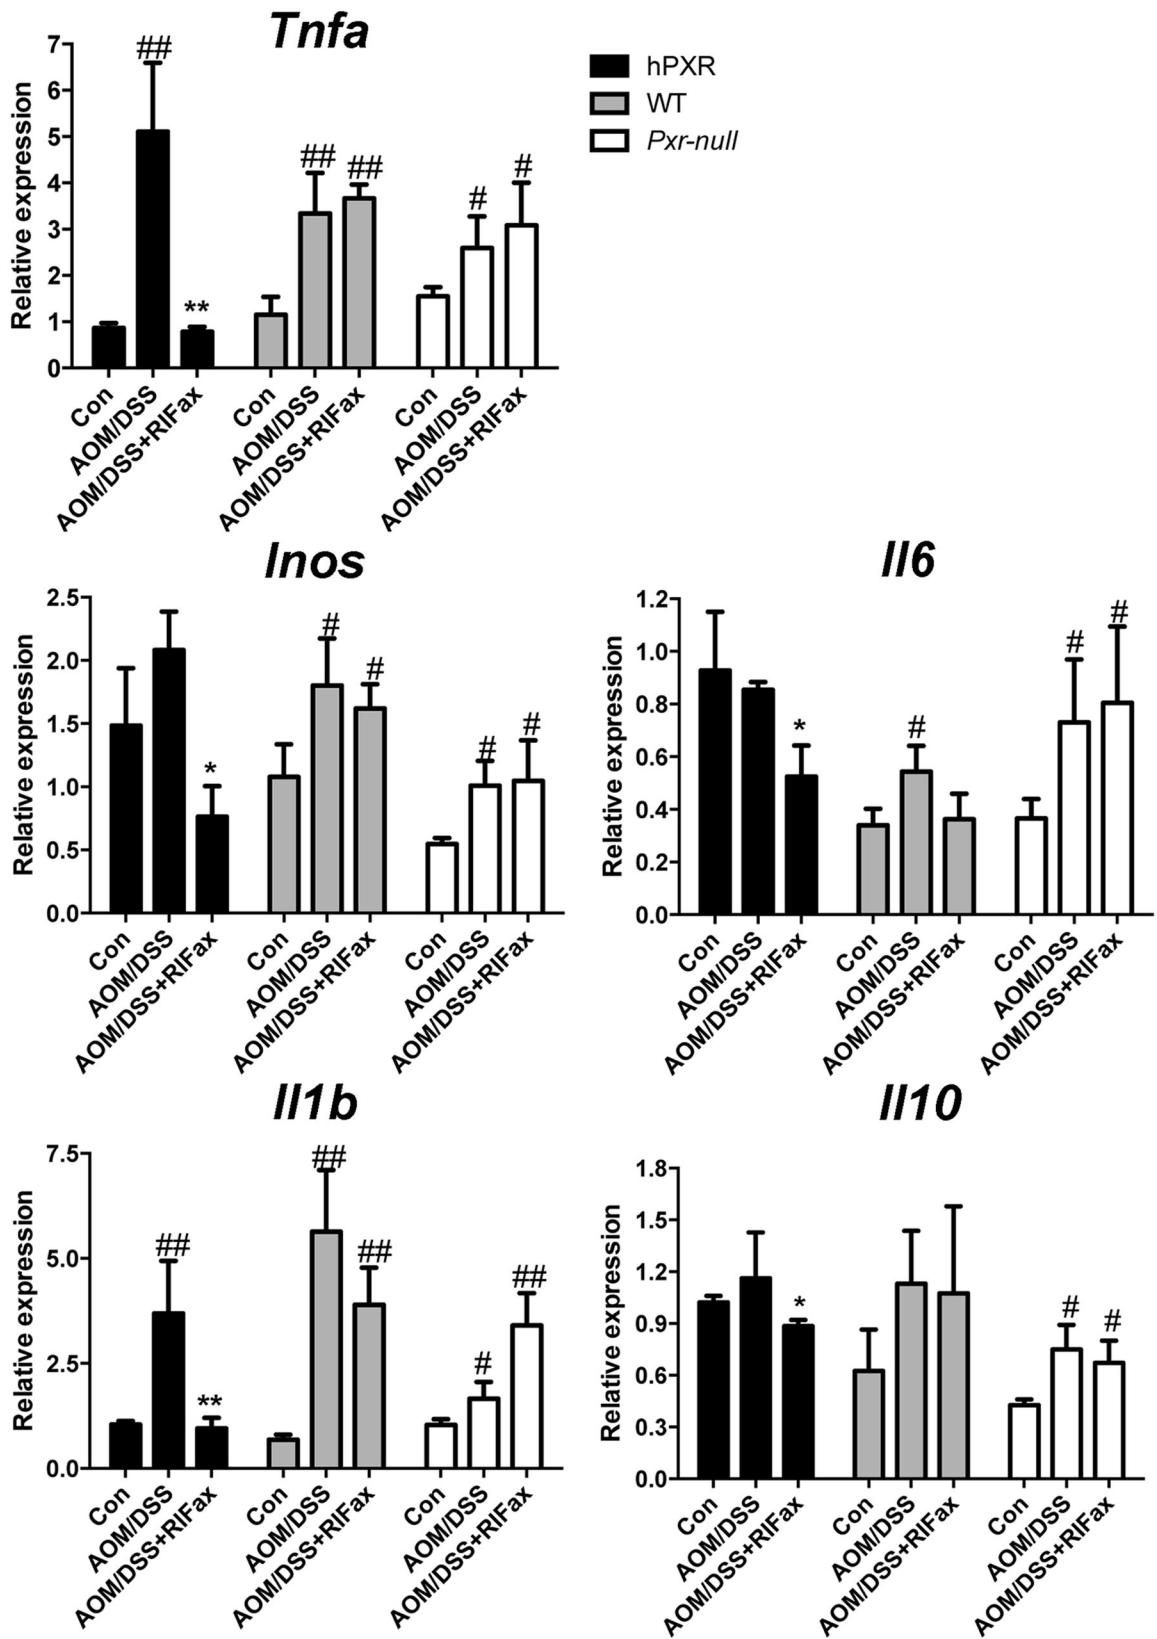 Tnfa
hPXR
WT
Pxr-null
Relative expression
7
6
5
4
3
2
1
0
##
**
##
##
#
#
Con
AOM/DSS
AOM/DSS+RIFax
Con
AOM/DSS
AOM/DSS+RIFax
Con
AOM/DSS
AOM/DSS+RIFax
Inos
Relative expression
2.5
2.0
1.5
1.0
0.5
0.0
*
#
#
#
#
Con
AOM/DSS
AOM/DSS+RIFax
Con
AOM/DSS
AOM/DSS+RIFax
Con
AOM/DSS
AOM/DSS+RIFax
Il6
Relative expression
1.2
1.0
0.8
0.6
0.4
0.2
0.0
*
#
#
#
Con
AOM/DSS
AOM/DSS+RIFax
Con
AOM/DSS
AOM/DSS+RIFax
Con
AOM/DSS
AOM/DSS+RIFax
Il1b
Relative expression
7.5
5.0
2.5
0.0
##
**
##
##
#
##
Con
AOM/DSS
AOM/DSS+RIFax
Con
AOM/DSS
AOM/DSS+RIFax
Con
AOM/DSS
AOM/DSS+RIFax
Il10
Relative expression
1.8
1.5
1.2
0.9
0.6
0.3
0.0
*
#
#
Con
AOM/DSS
AOM/DSS+RIFax
Con
AOM/DSS
AOM/DSS+RIFax
Con
AOM/DSS
AOM/DSS+RIFax